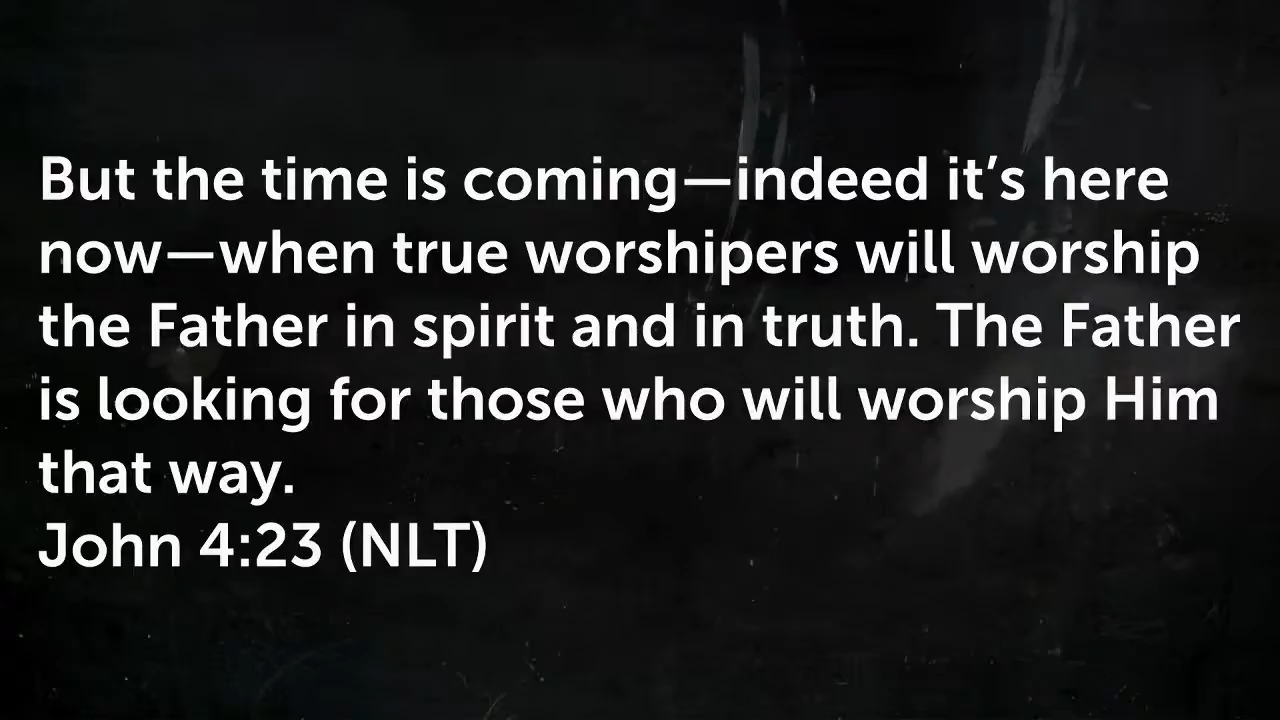 But the time is coming—indeed it’s here
now—when true worshipers will worship
the Father in spirit and in truth. The Father
is looking for those who will worship Him
that way.
John 4:23 (NLT)